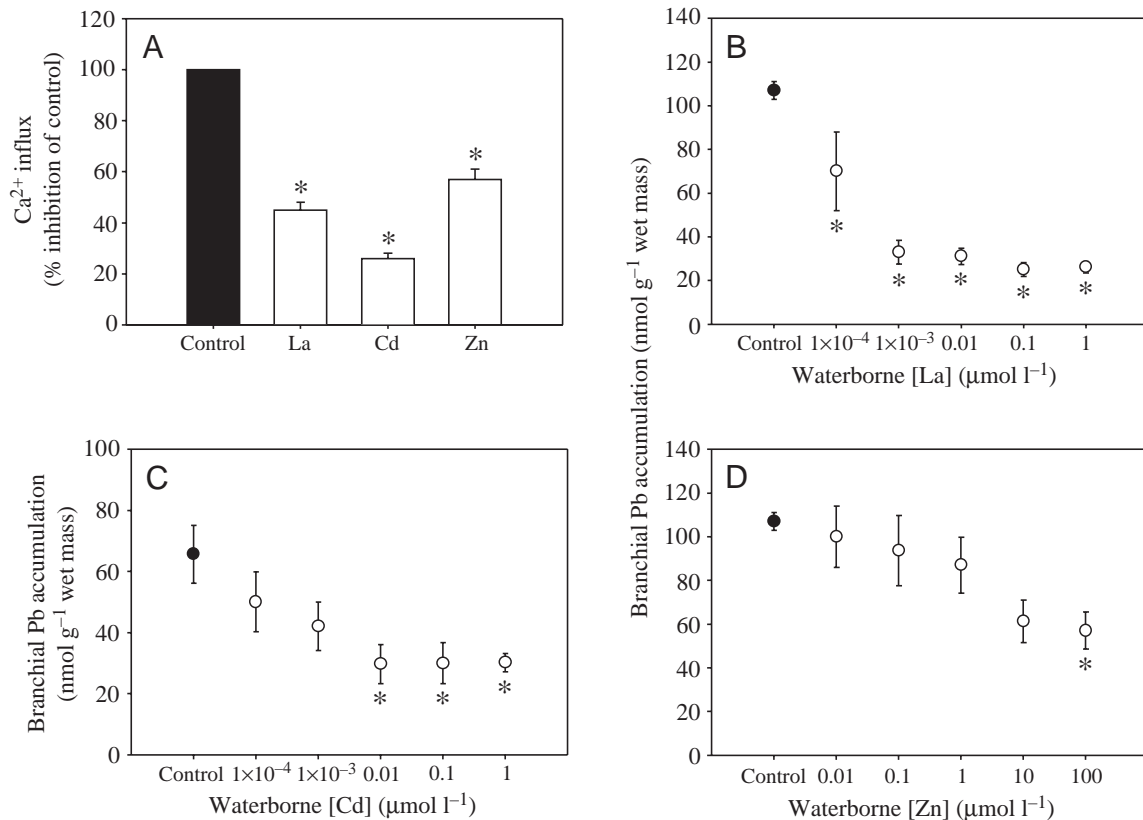 A
Ca²⁺ influx
(% inhibition of control)
120
100
80
60
40
20
0
*
*
*
Control La Cd Zn
B
Branchial Pb accumulation (nmol g⁻¹ wet mass)
140
120
100
80
60
40
20
0
*
*
*
*
*
Control 1×10⁻⁴ 1×10⁻³ 0.01 0.1 1
Waterborne [La] (μmol l⁻¹)
C
Branchial Pb accumulation
(nmol g⁻¹ wet mass)
100
80
60
40
20
0
*
*
*
Control 1×10⁻⁴ 1×10⁻³ 0.01 0.1 1
Waterborne [Cd] (μmol l⁻¹)
D
140
120
100
80
60
40
20
0
*
Control 0.01 0.1 1 10 100
Waterborne [Zn] (μmol l⁻¹)